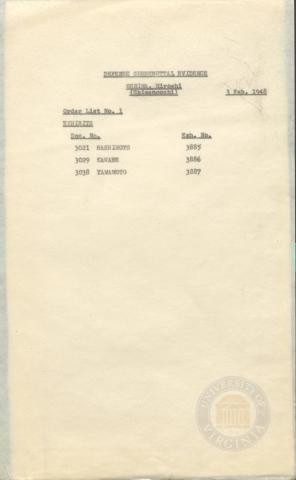 DEFENSE SURREBUTTAL EVIDENCE
OSHIMA, Hiroshi
(Shimanouchi)
3 Feb. 1948
Order List No. 1
EXHIBITS
Doc. No.
Exh. No.
3021 HASHIMOTO 3885
3029 KAWABE 3886
3038 YAMAMOTO 3887
UNIVERSITY OF VIRGINIA